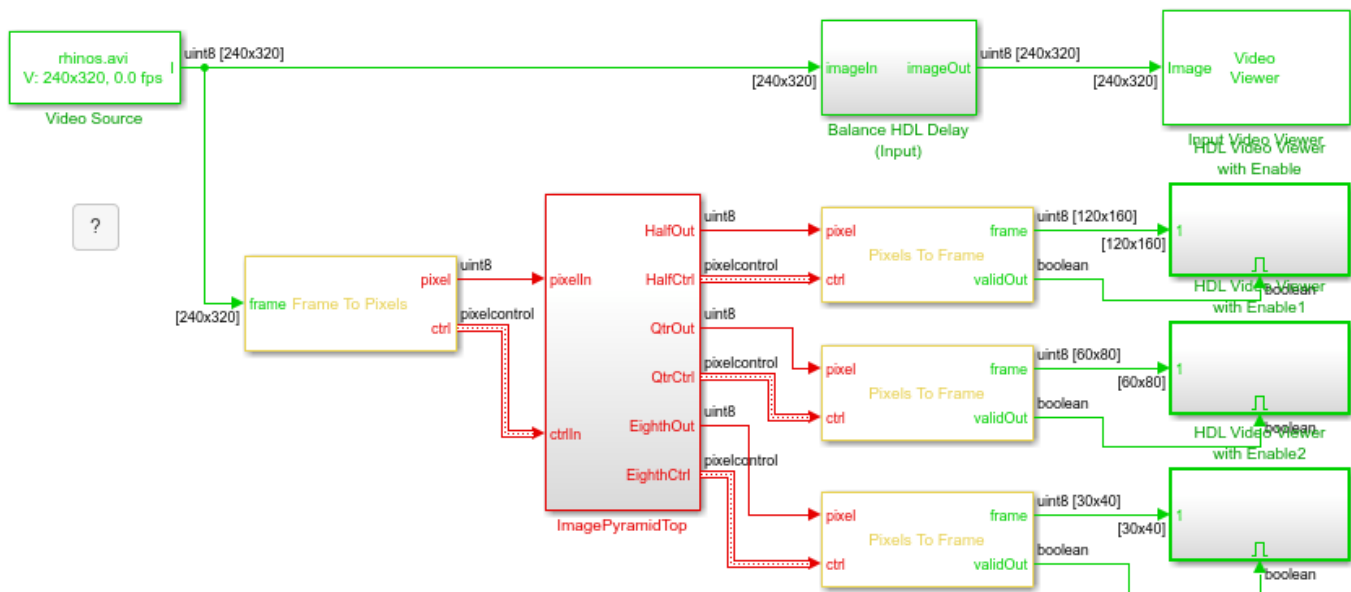 rhinos.avi
V: 240x320, 0.0 fps
I
uint8 [240x320]
Video Source
[240x320]
imageIn
imageOut
Balance HDL Delay
(Input)
uint8 [240x320]
[240x320]
Image
Video
Viewer
Input Video Viewer
HDL Video Viewer
with Enable
?
[240x320]
frame
Frame To Pixels
pixel
ctrl
uint8
pixelcontrol
pixelIn
ctrlIn
HalfOut
HalfCtrl
QtrOut
QtrCtrl
EighthOut
EighthCtrl
ImagePyramidTop
uint8
pixelcontrol
uint8
pixelcontrol
uint8
pixelcontrol
pixel
ctrl
Pixels To Frame
frame
validOut
uint8 [120x160]
[120x160]
boolean
1
boolean
HDL Video Viewer
with Enable1
pixel
ctrl
Pixels To Frame
frame
validOut
uint8 [60x80]
[60x80]
boolean
1
boolean
HDL Video Viewer
with Enable2
pixel
ctrl
Pixels To Frame
frame
validOut
uint8 [30x40]
[30x40]
boolean
1
boolean